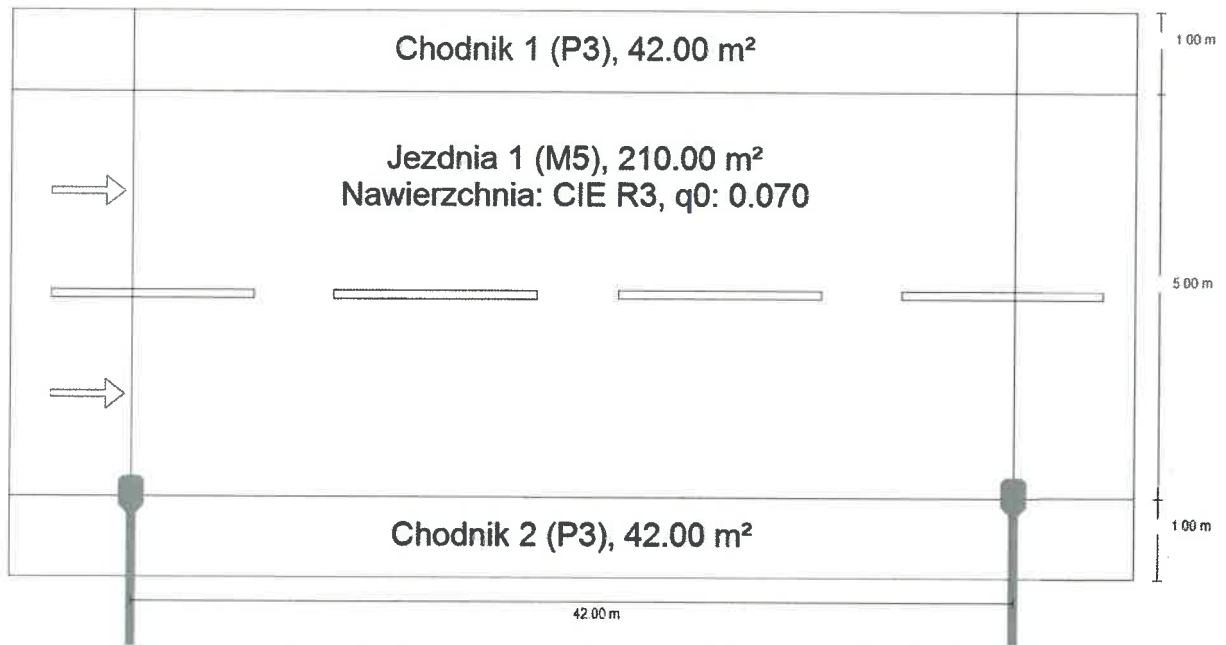 Chodnik 1 (P3), 42.00 m²
1.00 m
Jezdnia 1 (M5), 210.00 m²
Nawierzchnia: CIE R3, q0: 0.070
5.00 m
Chodnik 2 (P3), 42.00 m²
1.00 m
42.00 m